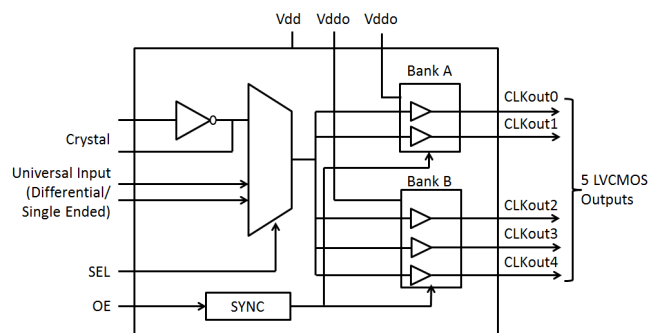 Vdd Vddo Vddo
Bank A
CLKout0
CLKout1
Crystal
Universal Input
(Differential/
Single Ended)
5 LVCMOS
Outputs
Bank B
CLKout2
CLKout3
CLKout4
SEL
OE
SYNC